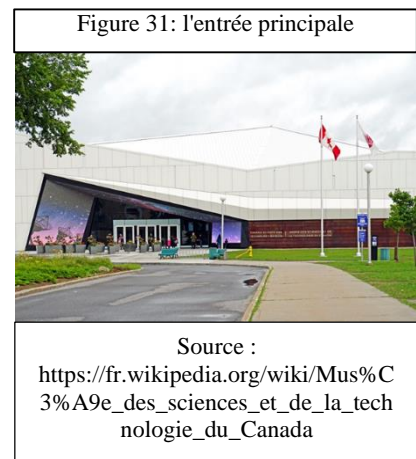 Figure 31: l'entrée principale
Source :
https://fr.wikipedia.org/wiki/Mus%C
3%A9e_des_sciences_et_de_la_tech
nologie_du_Canada